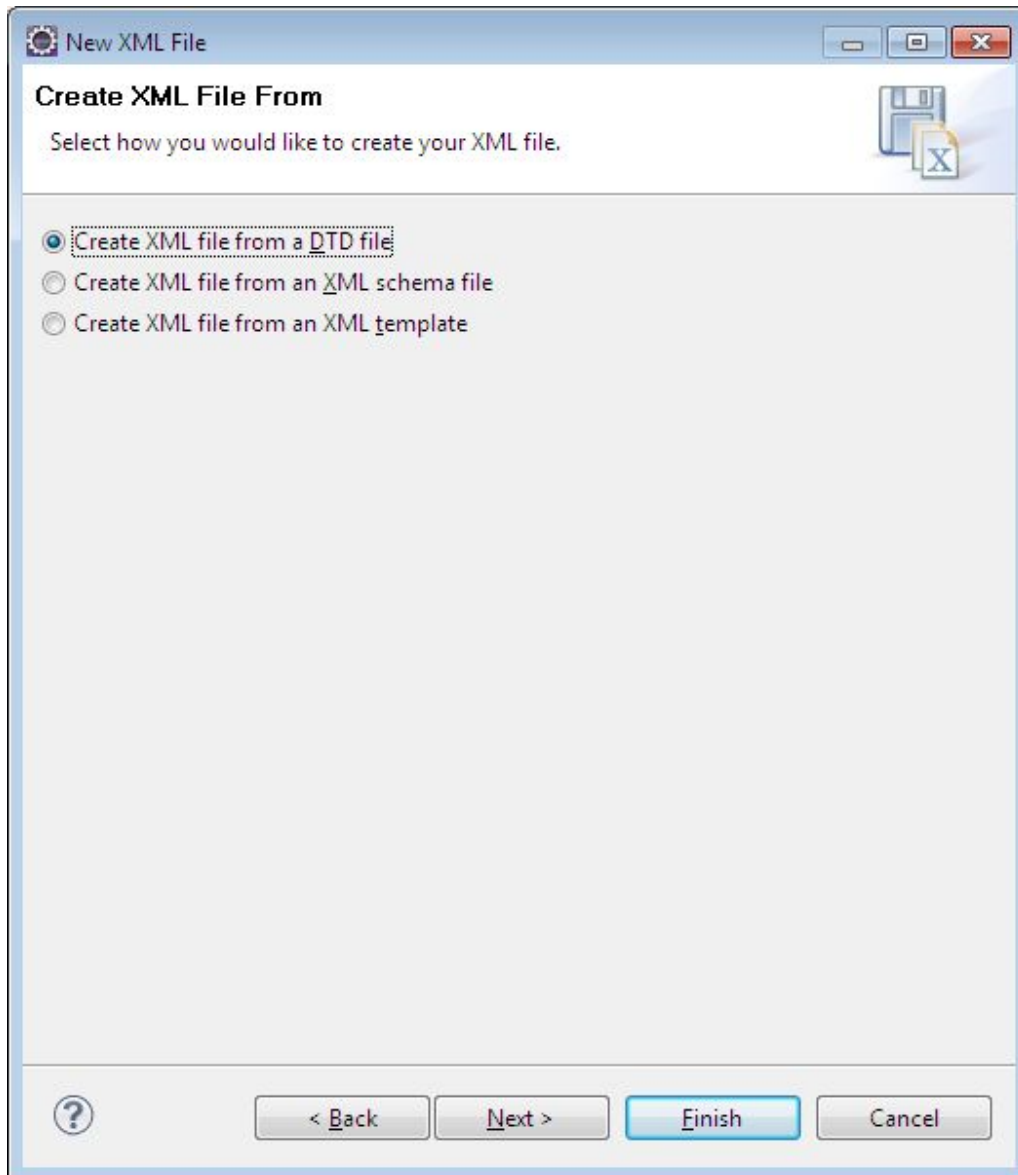 New XML File
Create XML File From
Select how you would like to create your XML file.
Create XML file from a DTD file
Create XML file from an XML schema file
Create XML file from an XML template
X
? < Back Next > Finish Cancel